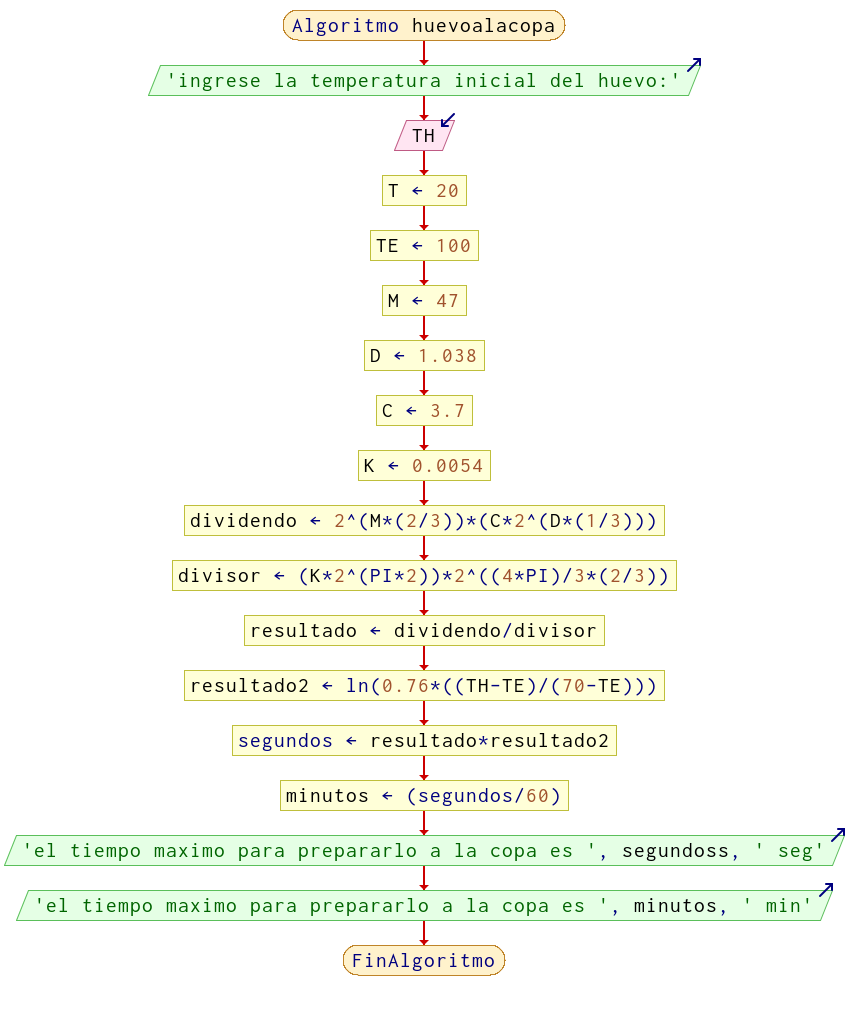 Algoritmo huevoalacopa
'ingrese la temperatura inicial del huevo:'
TH
T ← 20
TE ← 100
M ← 47
D ← 1.038
C ← 3.7
K ← 0.0054
dividendo ← 2^(M*(2/3))*(C*2^(D*(1/3)))
divisor ← (K*2^(PI*2))*2^((4*PI)/3*(2/3))
resultado ← dividendo/divisor
resultado2 ← ln(0.76*((TH-TE)/(70-TE)))
segundos ← resultado*resultado2
minutos ← (segundos/60)
'el tiempo maximo para prepararlo a la copa es ', segundoss, ' seg'
'el tiempo maximo para prepararlo a la copa es ', minutos, ' min'
FinAlgoritmo